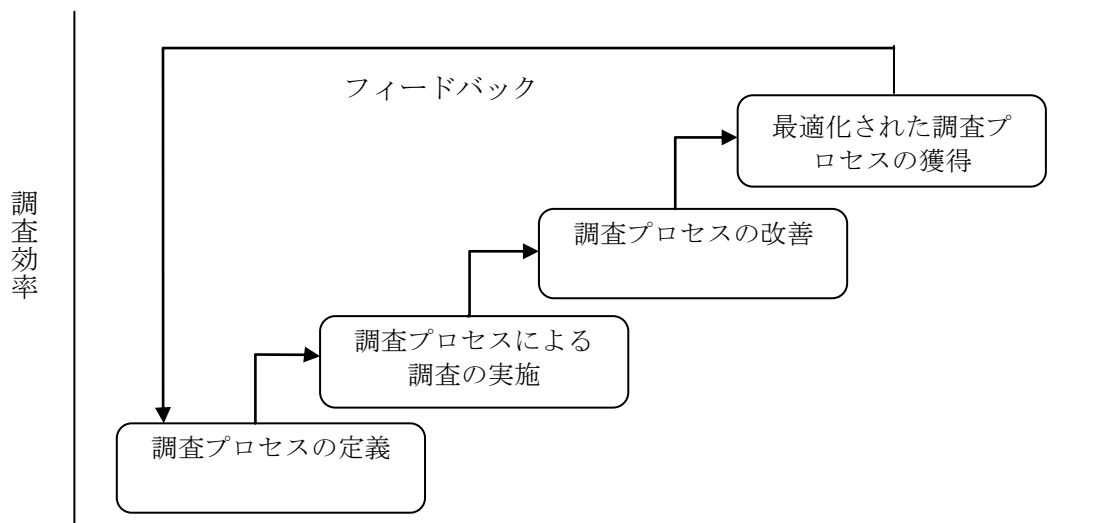 フィードバック
最適化された調査プ
ロセスの獲得
調査プロセスの改善
調査効率
調査プロセスによる
調査の実施
調査プロセスの定義